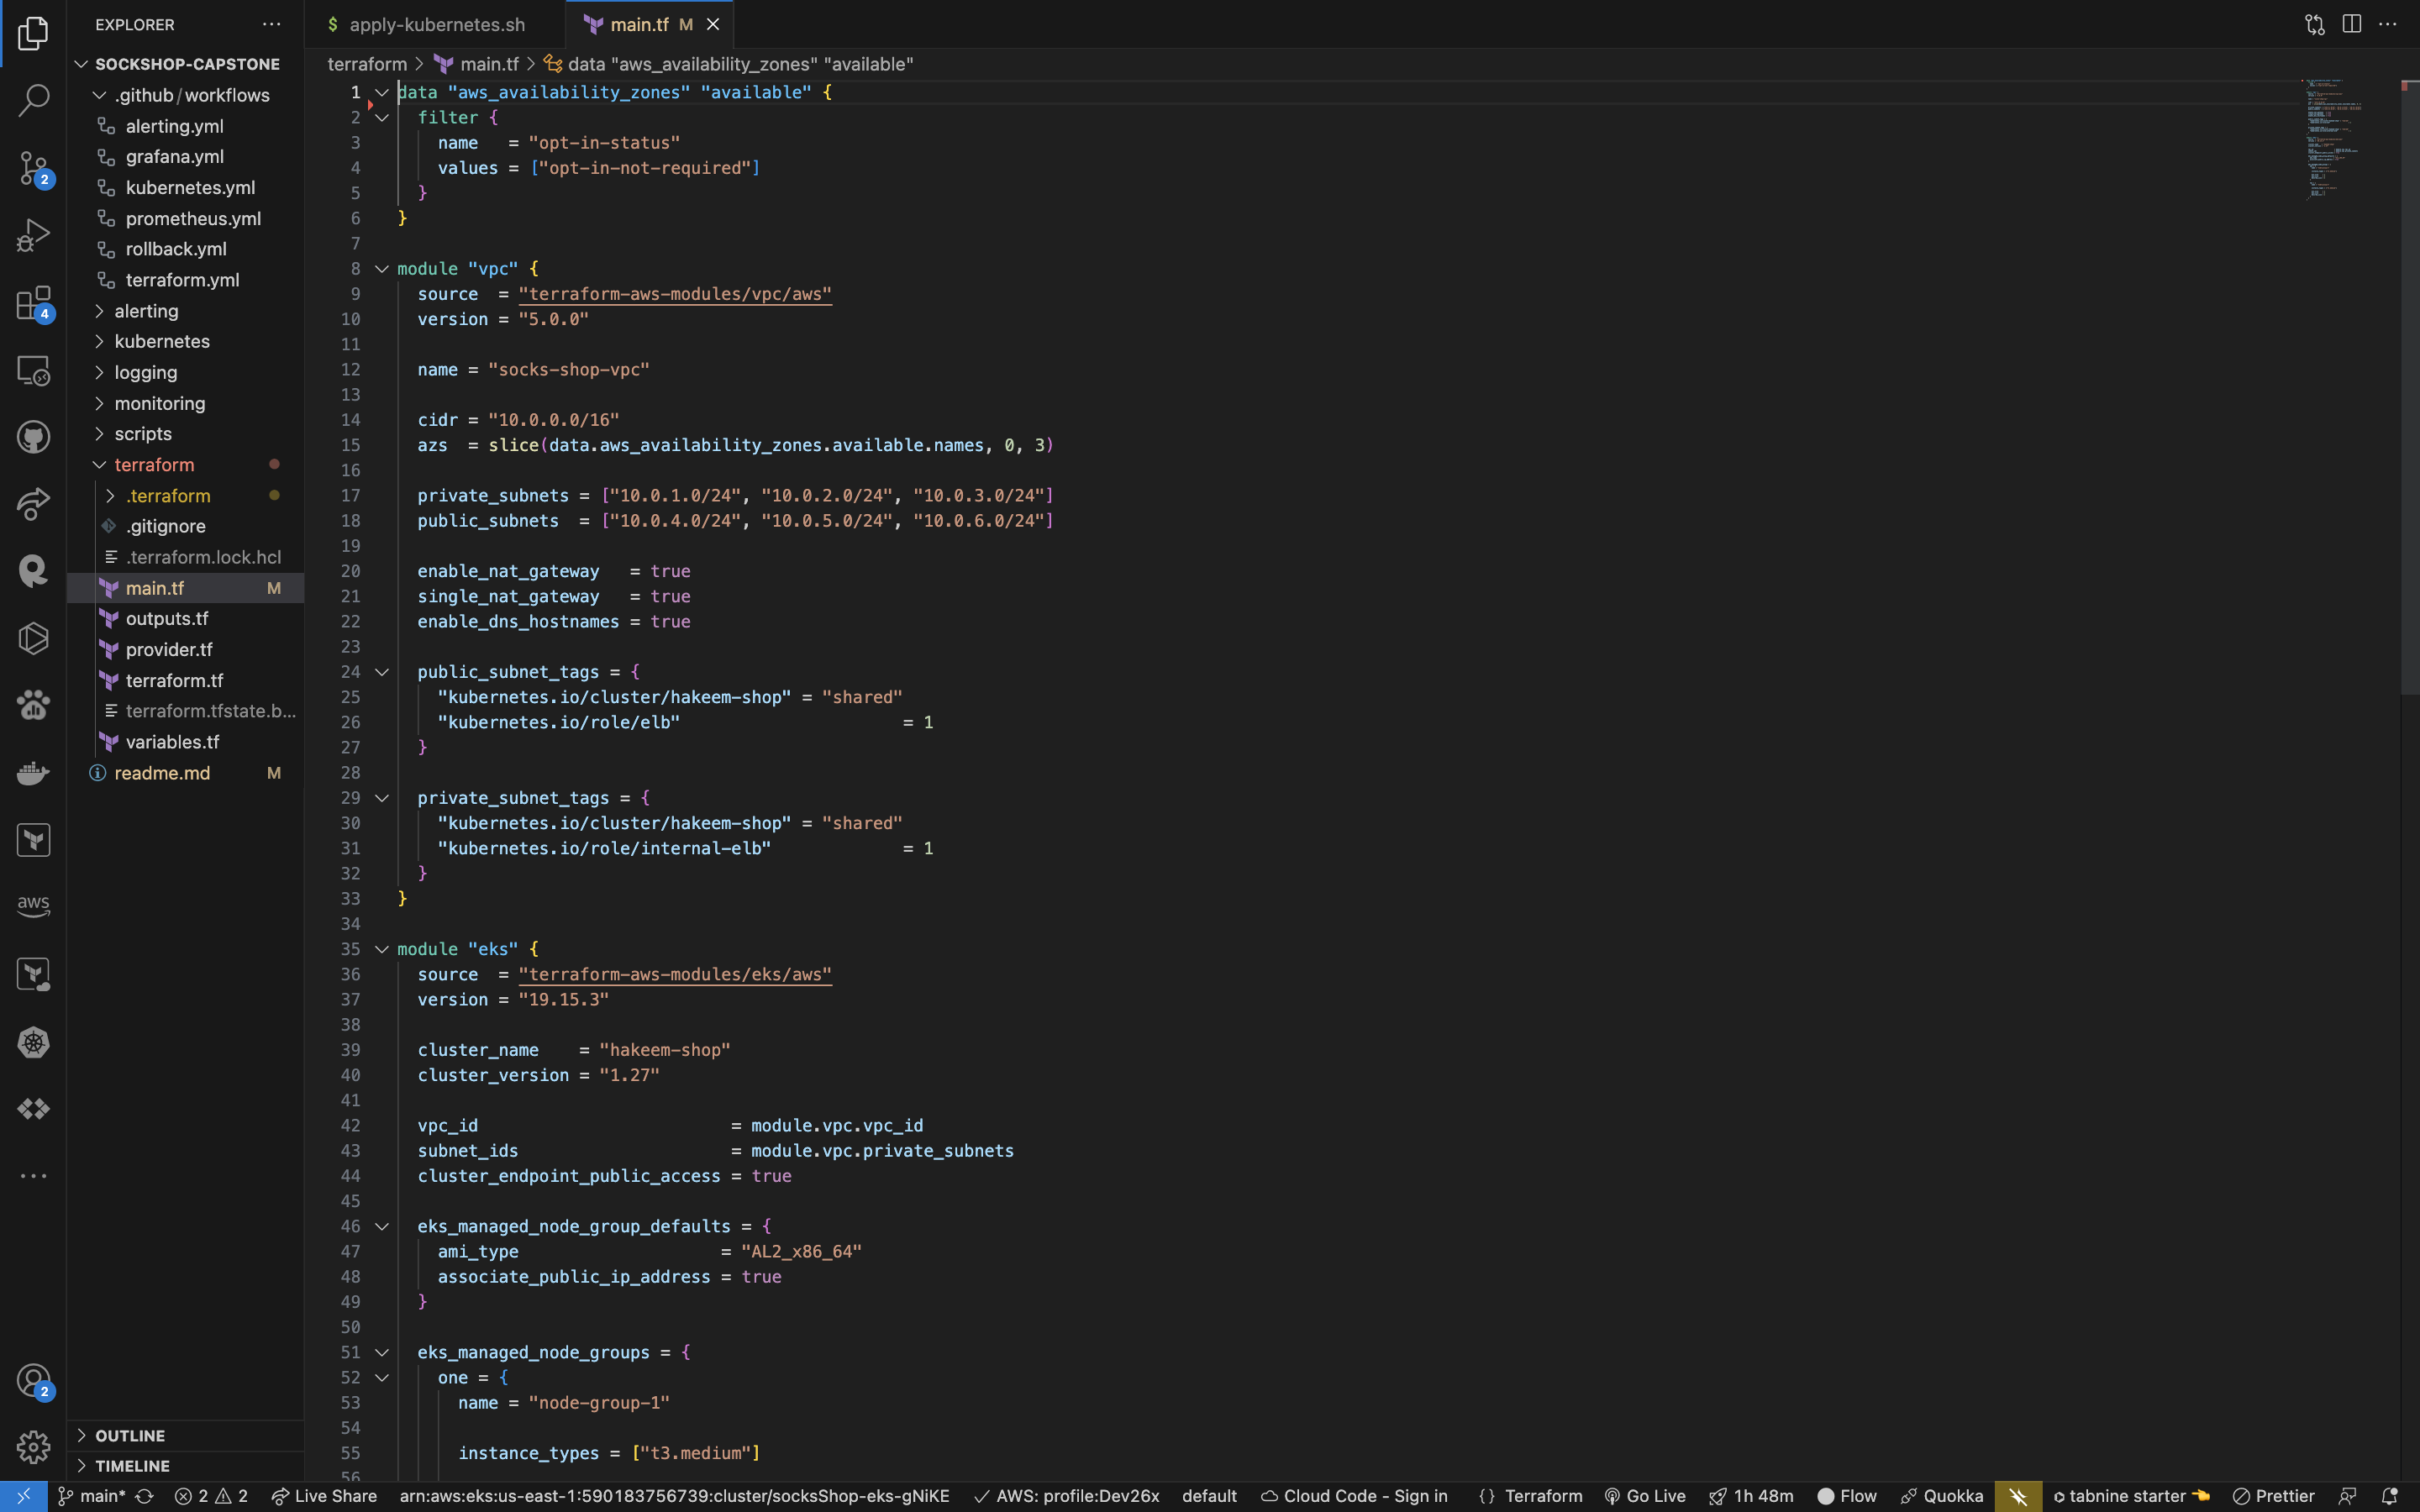 EXPLORER
SOCKSHOP-CAPSTONE
.github/workflows
alerting.yml
grafana.yml
kubernetes.yml
prometheus.yml
rollback.yml
terraform.yml
alerting
kubernetes
logging
monitoring
scripts
terraform
.terraform
.gitignore
.terraform.lock.hcl
main.tf M
outputs.tf
provider.tf
terraform.tf
terraform.tfstate.b...
variables.tf
readme.md M
OUTLINE
TIMELINE
2
4
aws
2
$ apply-kubernetes.sh
main.tf M
terraform > main.tf > data "aws_availability_zones" "available"
1 data "aws_availability_zones" "available" {
2 filter {
3 name = "opt-in-status"
4 values = ["opt-in-not-required"]
5 }
6 }
7
8 module "vpc" {
9 source = "terraform-aws-modules/vpc/aws"
10 version = "5.0.0"
11
12 name = "socks-shop-vpc"
13
14 cidr = "10.0.0.0/16"
15 azs = slice(data.aws_availability_zones.available.names, 0, 3)
16
17 private_subnets = ["10.0.1.0/24", "10.0.2.0/24", "10.0.3.0/24"]
18 public_subnets = ["10.0.4.0/24", "10.0.5.0/24", "10.0.6.0/24"]
19
20 enable_nat_gateway = true
21 single_nat_gateway = true
22 enable_dns_hostnames = true
23
24 public_subnet_tags = {
25 "kubernetes.io/cluster/hakeem-shop" = "shared"
26 "kubernetes.io/role/elb" = 1
27 }
28
29 private_subnet_tags = {
30 "kubernetes.io/cluster/hakeem-shop" = "shared"
31 "kubernetes.io/role/internal-elb" = 1
32 }
33 }
34
35 module "eks" {
36 source = "terraform-aws-modules/eks/aws"
37 version = "19.15.3"
38
39 cluster_name = "hakeem-shop"
40 cluster_version = "1.27"
41
42 vpc_id = module.vpc.vpc_id
43 subnet_ids = module.vpc.private_subnets
44 cluster_endpoint_public_access = true
45
46 eks_managed_node_group_defaults = {
47 ami_type = "AL2_x86_64"
48 associate_public_ip_address = true
49 }
50
51 eks_managed_node_groups = {
52 one = {
53 name = "node-group-1"
54
55 instance_types = ["t3.medium"]
56
main* 2 2 Live Share arn:aws:eks:us-east-1:590183756739:cluster/socksShop-eks-gNiKE AWS: profile:Dev26x default Cloud Code - Sign in {} Terraform Go Live 1h 48m Flow Quokka tabnine starter Prettier